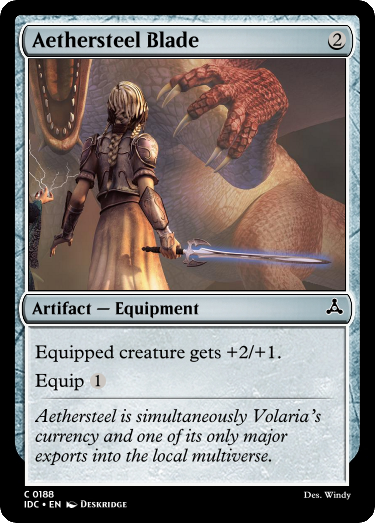 Aethersteel Blade 2
Artifact — Equipment
Equipped creature gets +2/+1.
Equip 1
Aethersteel is simultaneously Volaria's
currency and one of its only major
exports into the local multiverse.
C 0188 Des. Windy
IDC • EN Deskridge